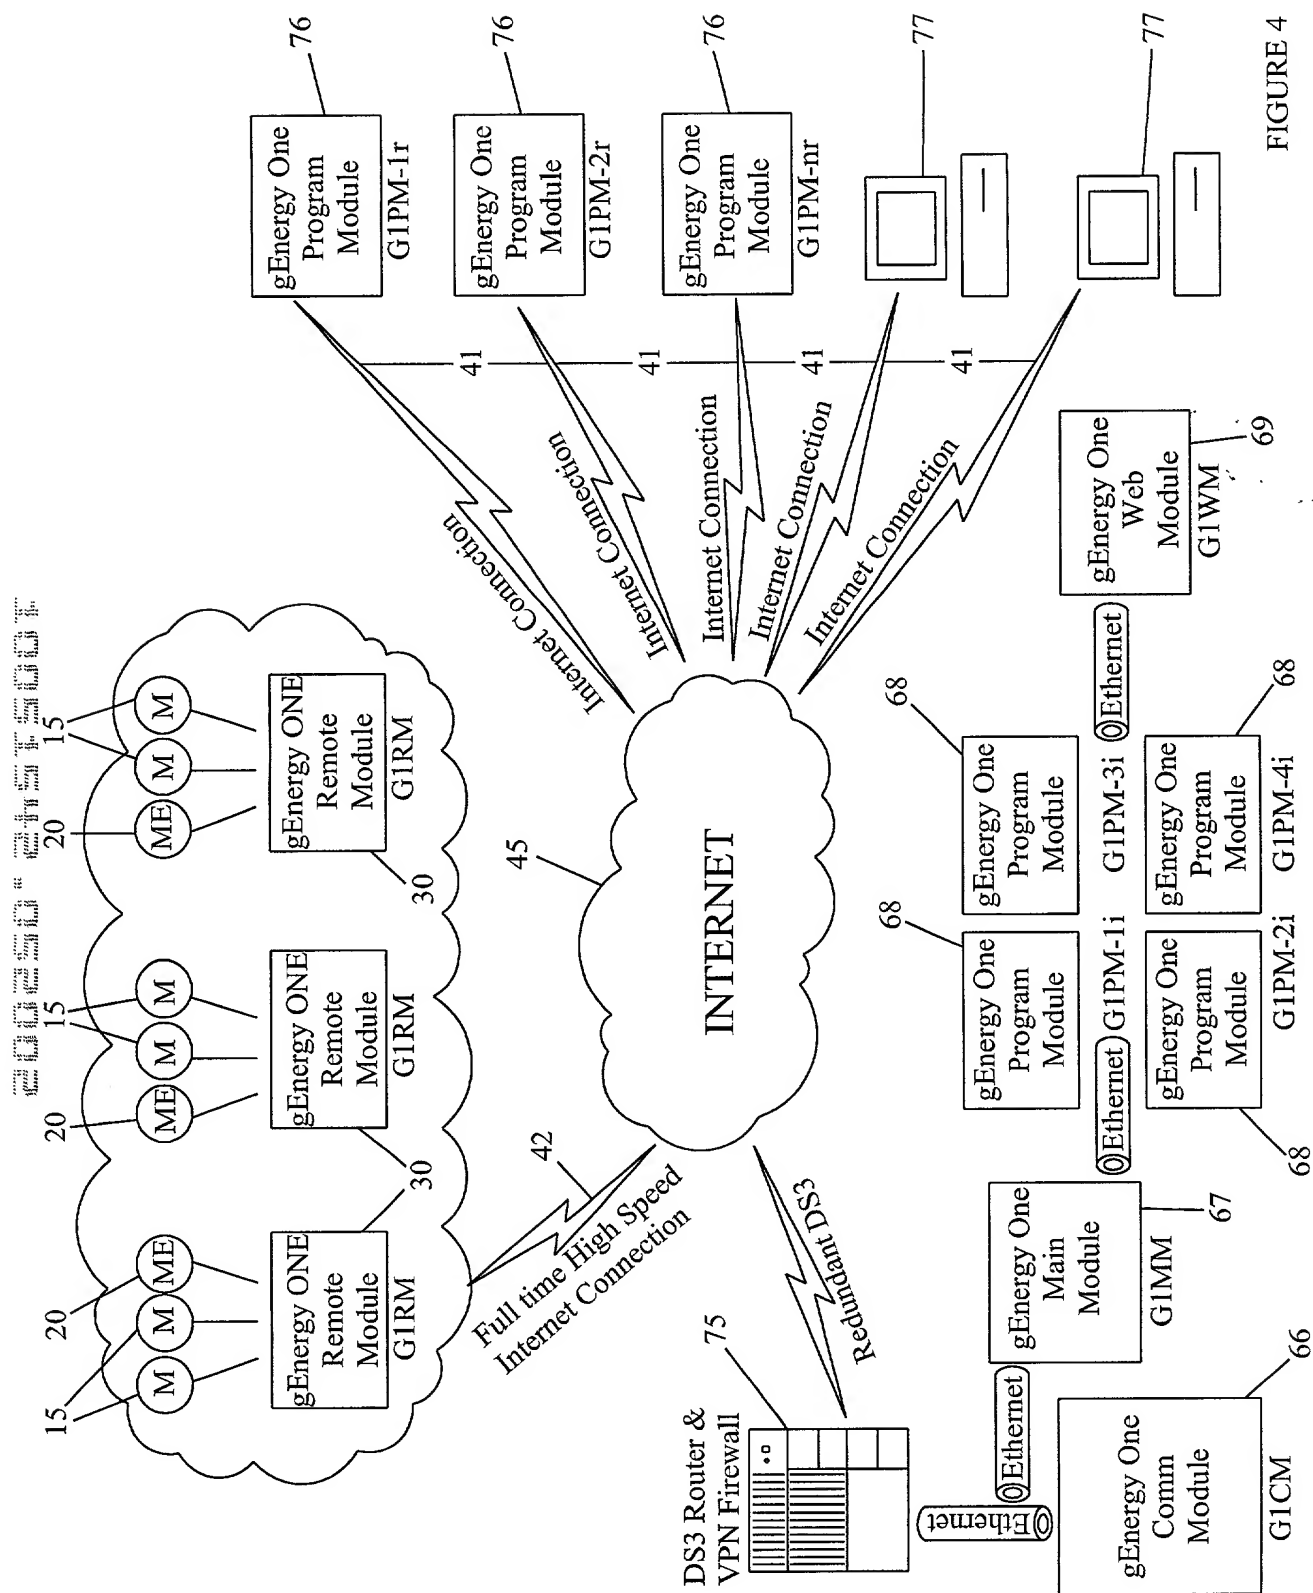 15
20
15
20
20
15
M
M
ME
ME
M
M
ME
M
M
gEnergy ONE
Remote
Module
G1RM
gEnergy ONE
Remote
Module
G1RM
gEnergy ONE
Remote
Module
G1RM
30
30
Full time High Speed
Internet Connection
42
45
INTERNET
Internet Connection
Internet Connection
Internet Connection
Internet Connection
Internet Connection
41
41
41
41
76
gEnergy One
Program
Module
G1PM-1r
76
gEnergy One
Program
Module
G1PM-2r
76
gEnergy One
Program
Module
G1PM-nr
77
77
DS3 Router &
VPN Firewall
75
Redundant DS3
Ethernet
gEnergy One
Comm
Module
G1CM
66
Ethernet
gEnergy One
Main
Module
G1MM
67
Ethernet
68
gEnergy One
Program
Module
G1PM-1i
68
gEnergy One
Program
Module
G1PM-3i
gEnergy One
Program
Module
G1PM-2i
68
gEnergy One
Program
Module
G1PM-4i
68
Ethernet
gEnergy One
Web
Module
G1WM
69
FIGURE 4